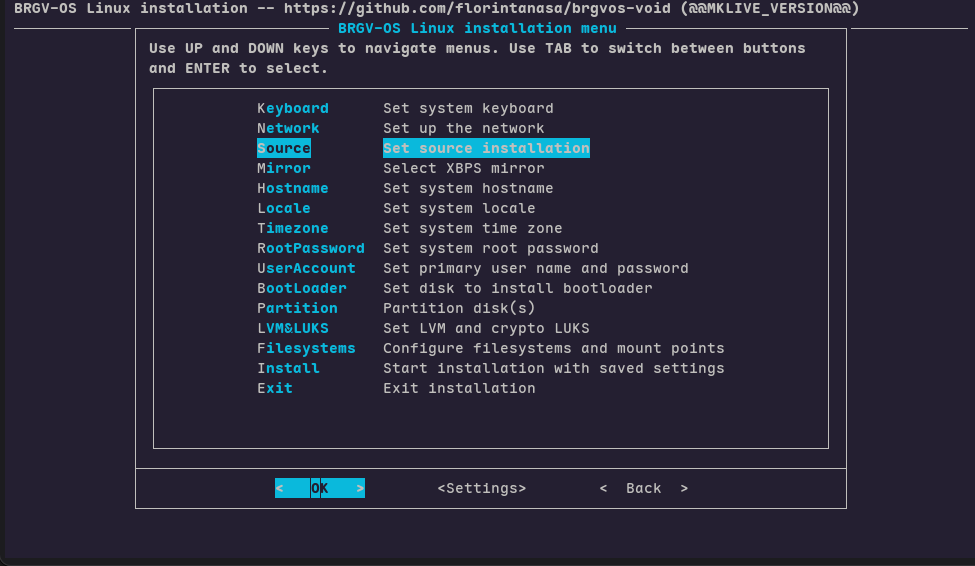 BRGV-OS Linux installation -- https://github.com/florintanasa/brgvos-void (@@MKLIVE_VERSION@@)
BRGV-OS Linux installation menu
Use UP and DOWN keys to navigate menus. Use TAB to switch between buttons
and ENTER to select.
Keyboard Set system keyboard
Network Set up the network
Source Set source installation
Mirror Select XBPS mirror
Hostname Set system hostname
Locale Set system locale
Timezone Set system time zone
RootPassword Set system root password
UserAccount Set primary user name and password
BootLoader Set disk to install bootloader
Partition Partition disk(s)
LVM&LUKS Set LVM and crypto LUKS
Filesystems Configure filesystems and mount points
Install Start installation with saved settings
Exit Exit installation
< OK > <Settings> < Back >